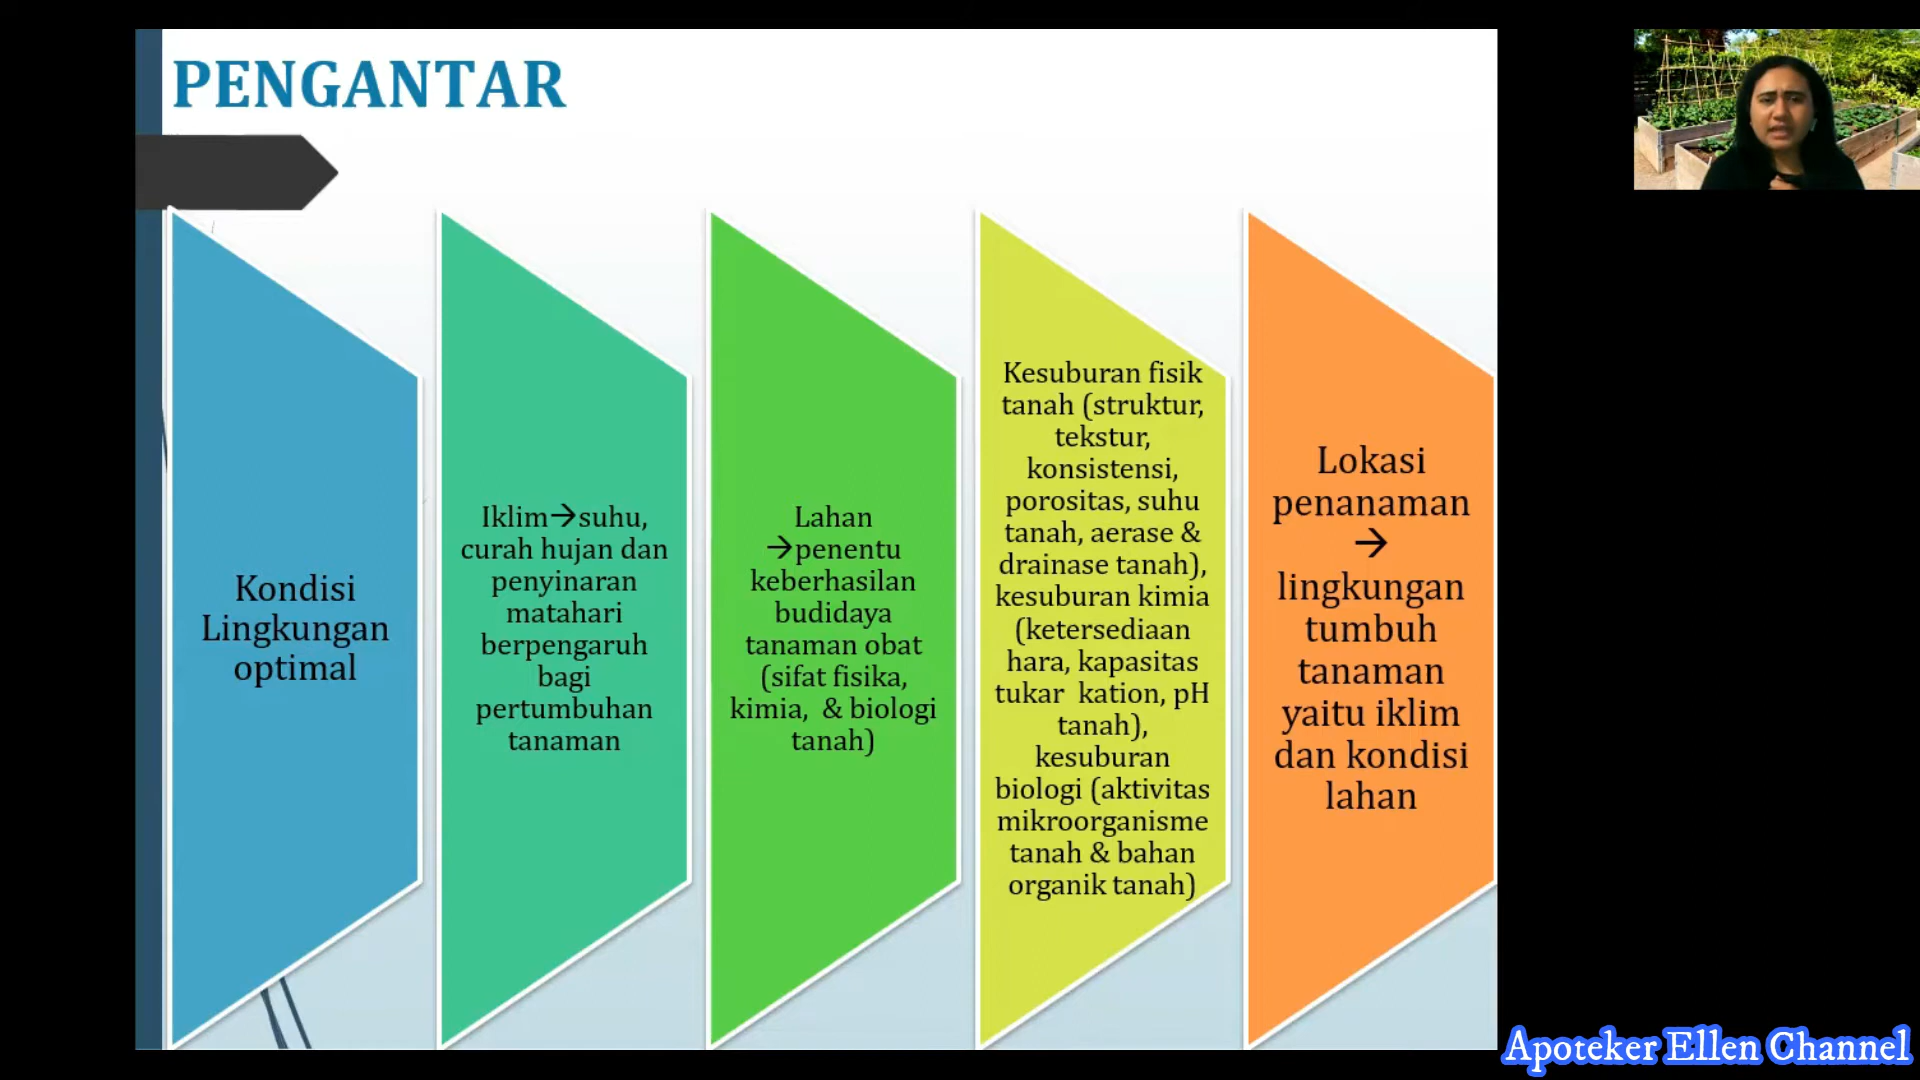 PENGANTAR
Kondisi
Lingkungan
optimal
Iklim→suhu,
curah hujan dan
penyinaran
matahari
berpengaruh
bagi
pertumbuhan
tanaman
Lahan
→penentu
keberhasilan
budidaya
tanaman obat
(sifat fisika,
kimia, & biologi
tanah)
Kesuburan fisik
tanah (struktur,
tekstur,
konsistensi,
porositas, suhu
tanah, aerase &
drainase tanah),
kesuburan kimia
(ketersediaan
hara, kapasitas
tukar kation, pH
tanah),
kesuburan
biologi (aktivitas
mikroorganisme
tanah & bahan
organik tanah)
Lokasi
penanaman
→
lingkungan
tumbuh
tanaman
yaitu iklim
dan kondisi
lahan
Apoteker Ellen Channel